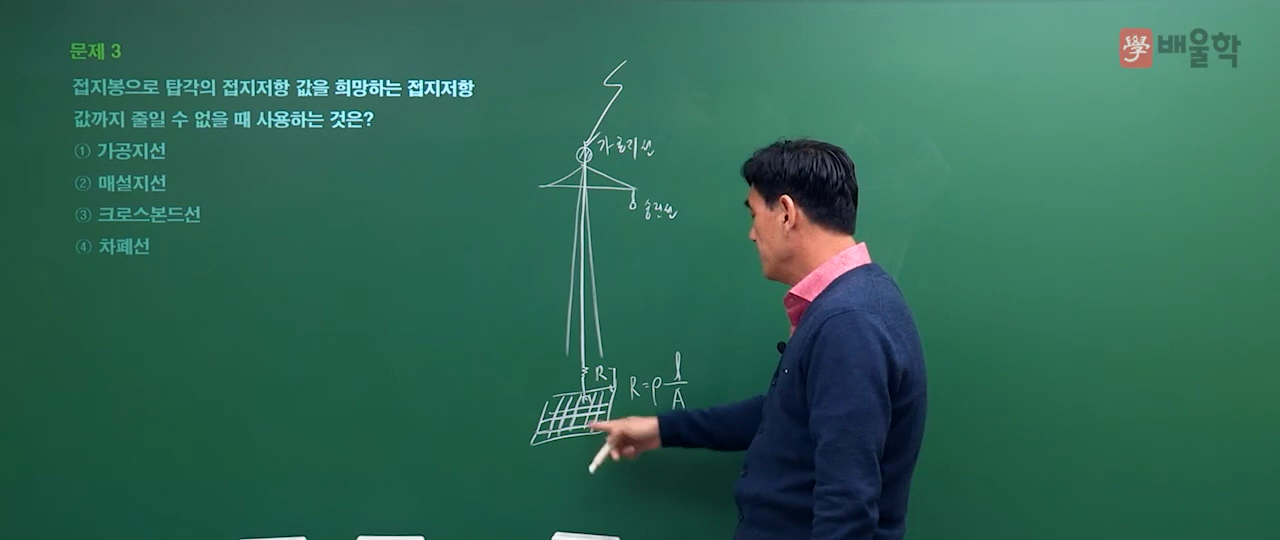 學 배울학
문제 3
접지봉으로 탑각의 접지저항 값을 희망하는 접지저항
값까지 줄일 수 없을 때 사용하는 것은?
① 가공지선
② 매설지선
③ 크로스본드선
④ 차폐선
가공지선
송전선
R
R=ρ l/A